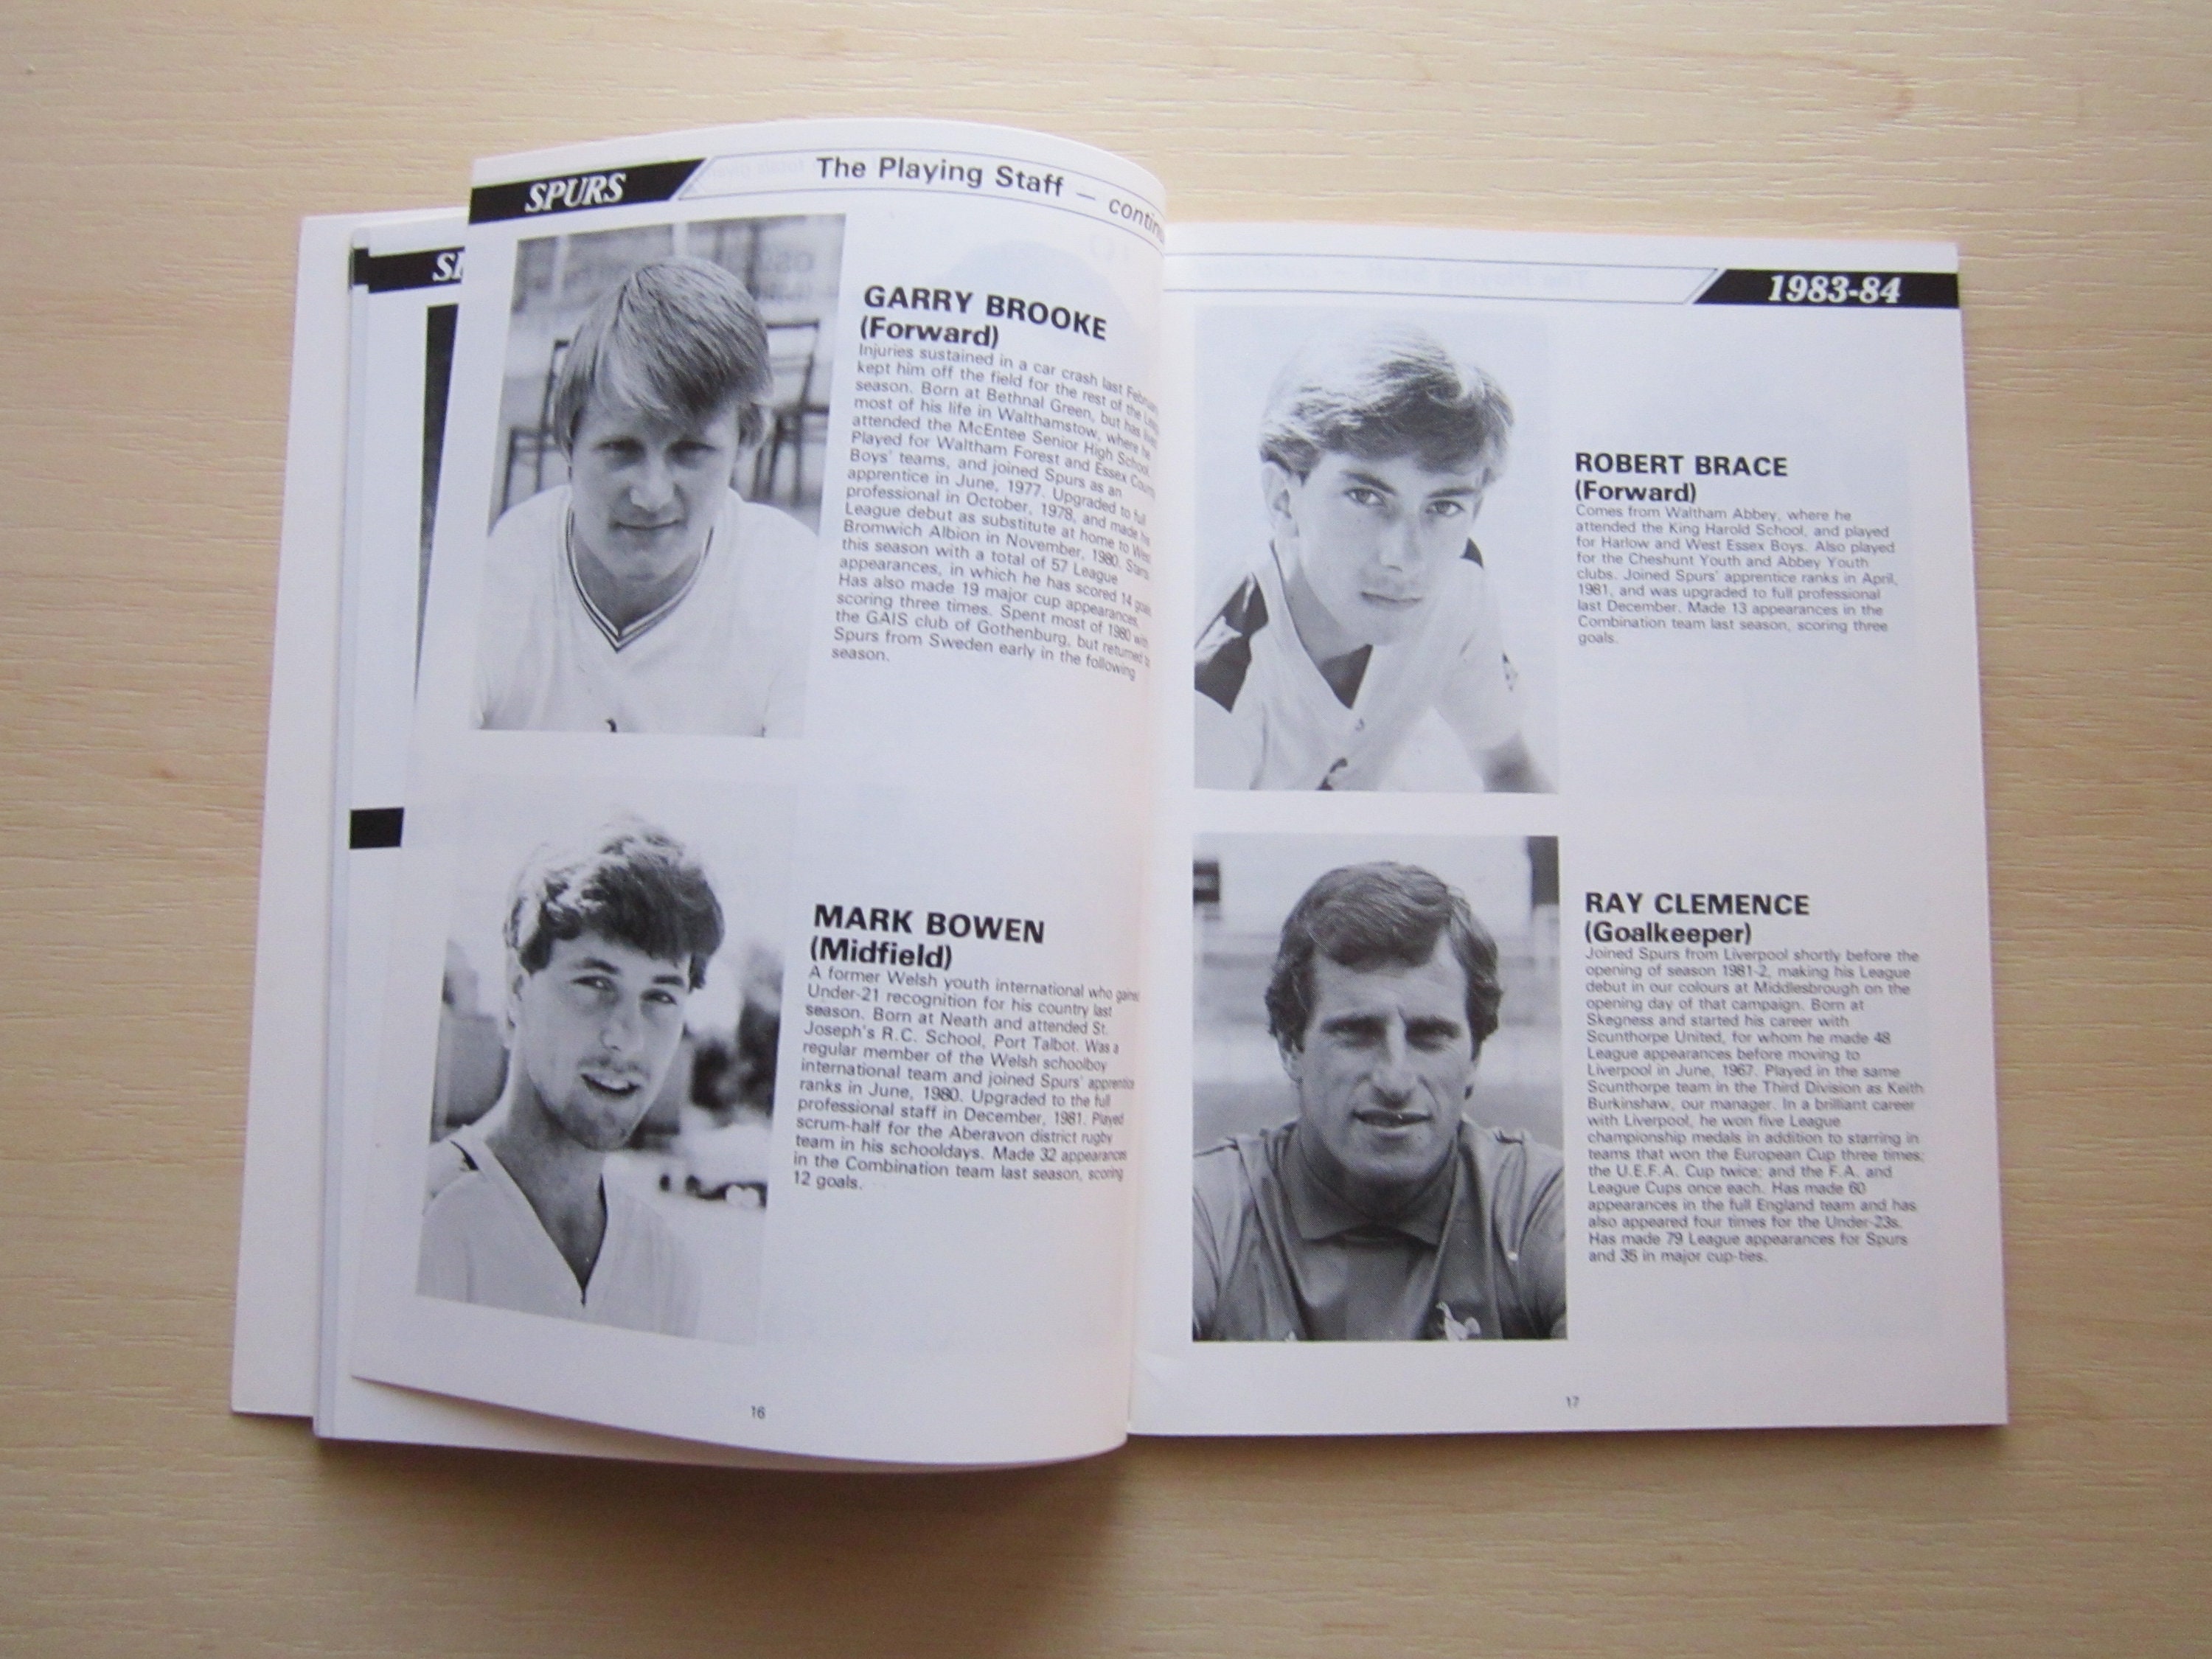 SPURS
The Playing Staff — contin
GARRY BROOKE
(Forward)
Injuries sustained in a car crash last
kept him off the field for the rest of the
season. Born at Bethnal Green, but has
most of his life in Walthamstow, where he
attended the McEntee Senior High School.
Played for Waltham Forest and Essex County
Boys' teams, and joined Spurs as an
apprentice in June, 1977. Upgraded to full
professional in October, 1978, and made his
League debut as substitute at home to West
Bromwich Albion in November, 1980. Starts
this season with a total of 57 League
appearances, in which he has scored 14
Has also made 19 major cup appearances,
scoring three times. Spent most of 1980 with
the GAIS club of Gothenburg, but returned to
Spurs from Sweden early in the following
season.
MARK BOWEN
(Midfield)
A former Welsh youth international who gained
Under-21 recognition for his country last
season. Born at Neath and attended St.
Joseph's R.C. School, Port Talbot. Was a
regular member of the Welsh schoolboy
international team and joined Spurs' apprentice
ranks in June, 1980. Upgraded to the full
professional staff in December, 1981. Played
scrum-half for the Aberavon district rugby
team in his schooldays. Made 32 appearances
in the Combination team last season, scoring
12 goals.
16
1983-84
ROBERT BRACE
(Forward)
Comes from Waltham Abbey, where he
attended the King Harold School, and played
for Harlow and West Essex Boys. Also played
for the Cheshunt Youth and Abbey Youth
clubs. Joined Spurs' apprentice ranks in April,
1981, and was upgraded to full professional
last December. Made 13 appearances in the
Combination team last season, scoring three
goals.
RAY CLEMENCE
(Goalkeeper)
Joined Spurs from Liverpool shortly before the
opening of season 1981-2, making his League
debut in our colours at Middlesbrough on the
opening day of that campaign. Born at
Skegness and started his career with
Scunthorpe United, for whom he made 48
League appearances before moving to
Liverpool in June, 1967. Played in the same
Scunthorpe team in the Third Division as Keith
Burkinshaw, our manager. In a brilliant career
with Liverpool, he won five League
championship medals in addition to starring in
teams that won the European Cup three times;
the U.E.F.A. Cup twice; and the F.A. and
League Cups once each. Has made 60
appearances in the full England team and has
also appeared four times for the Under-23s.
Has made 79 League appearances for Spurs
and 35 in major cup-ties.
17